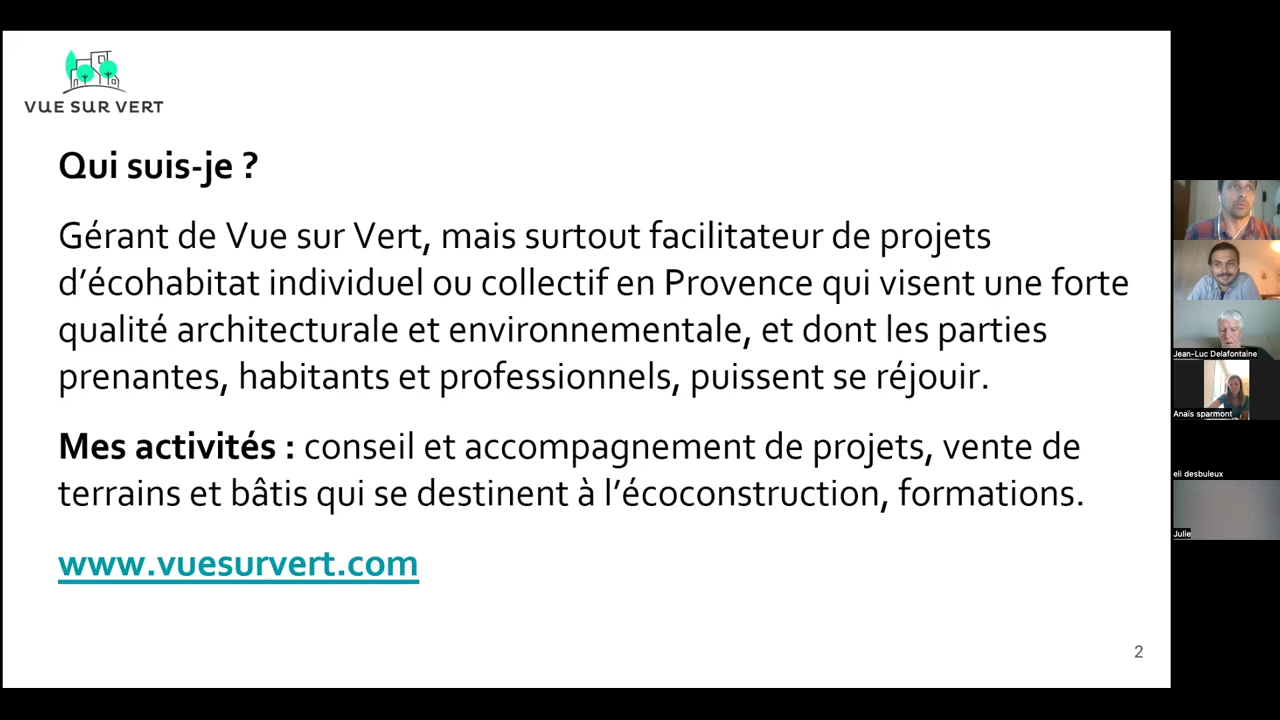 VUE SUR VERT
Qui suis-je ?
Gérant de Vue sur Vert, mais surtout facilitateur de projets
d’écohabitat individuel ou collectif en Provence qui visent une forte
qualité architecturale et environnementale, et dont les parties
prenantes, habitants et professionnels, puissent se réjouir.
Mes activités : conseil et accompagnement de projets, vente de
terrains et bâtis qui se destinent à l’écoconstruction, formations.
www.vuesurvert.com
2
Jean-Luc Delafontaine
Anaïs sparmont
eli desbuleux
Julie